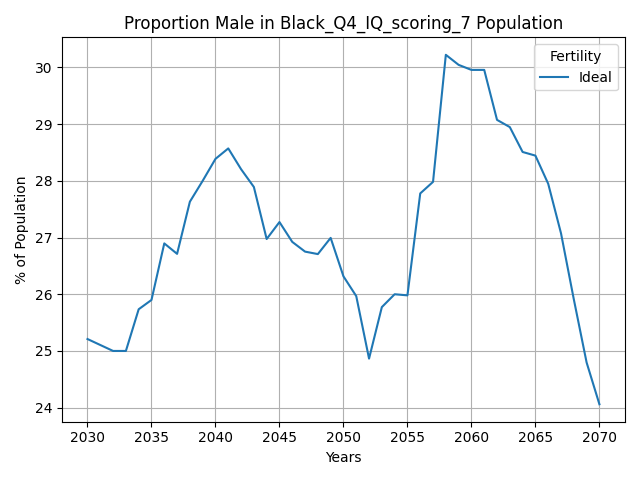 Proportion Male in Black_Q4_IQ_scoring_7 Population
Fertility
Ideal
% of Population
30
29
28
27
26
25
24
2030 2035 2040 2045 2050 2055 2060 2065 2070
Years